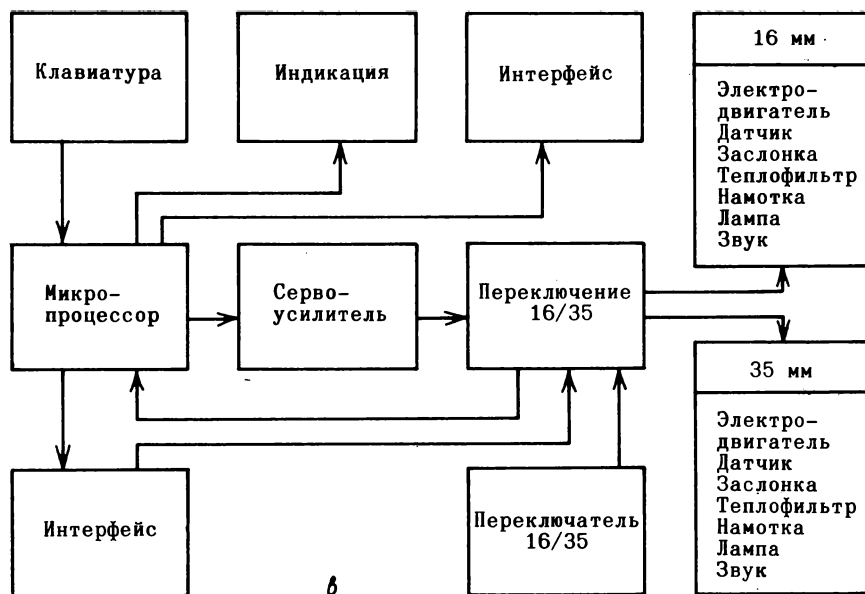 Клавиатура
Индикация
Интерфейс
16 мм
Электро-
двигатель
Датчик
Заслонка
Теплофильтр
Намотка
Лампа
Звук
Микро-
процессор
Серво-
усилитель
Переключение
16/35
35 мм
Электро-
двигатель
Датчик
Заслонка
Теплофильтр
Намотка
Лампа
Звук
Интерфейс
Переключатель
16/35
в